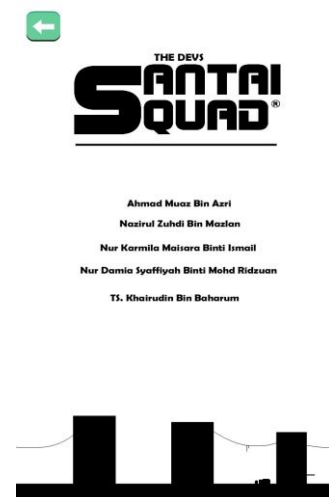 THE DEVS
SANTAI
SQUAD®
Ahmad Muaz Bin Azri
Nazirul Zuhdi Bin Mazlan
Nur Karmila Maisara Binti Ismail
Nur Damia Syaffiyah Binti Mohd Ridzuan
TS. Khairudin Bin Baharum